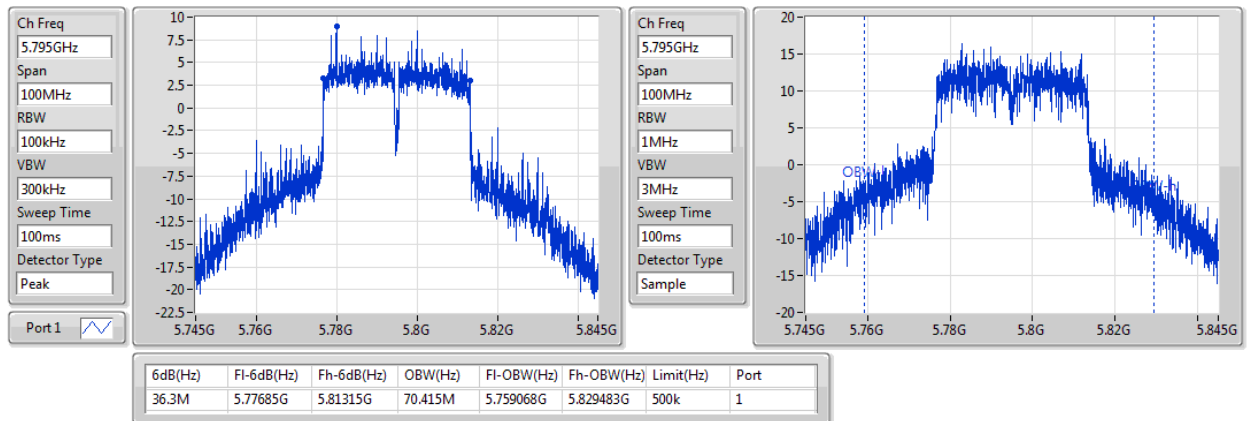 Ch Freq
5.795GHz
Span
100MHz
RBW
100kHz
VBW
300kHz
Sweep Time
100ms
Detector Type
Peak
Port 1
10
7.5
5
2.5
0
-2.5
-5
-7.5
-10
-12.5
-15
-17.5
-20
-22.5
5.745G 5.76G 5.78G 5.8G 5.82G 5.845G
Ch Freq
5.795GHz
Span
100MHz
RBW
1MHz
VBW
3MHz
Sweep Time
100ms
Detector Type
Sample
20
15
10
5
0
-5
-10
-15
-20
OBW
5.745G 5.76G 5.78G 5.8G 5.82G 5.845G
6dB(Hz) Fl-6dB(Hz) Fh-6dB(Hz) OBW(Hz) Fl-OBW(Hz) Fh-OBW(Hz) Limit(Hz) Port
36.3M 5.77685G 5.81315G 70.415M 5.759068G 5.829483G 500k 1